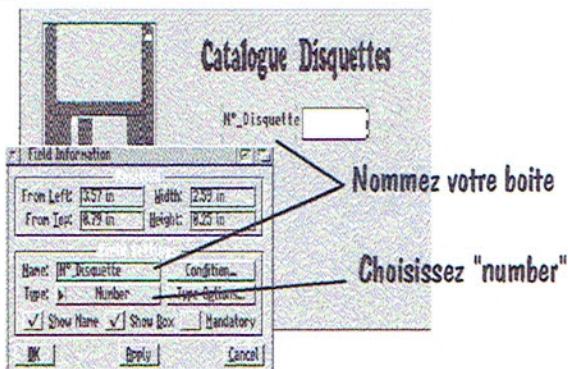 Catalogue Disquettes
N°_Disquette
Nommez votre boite
Choisissez "number"
Field Information
From Left: 3.57 in Width: 2.59 in
From Top: 0.79 in Height: 0.25 in
Name: N°_Disquette Condition...
Type: Number Type Options...
Show Name Show Box Mandatory
OK Apply Cancel